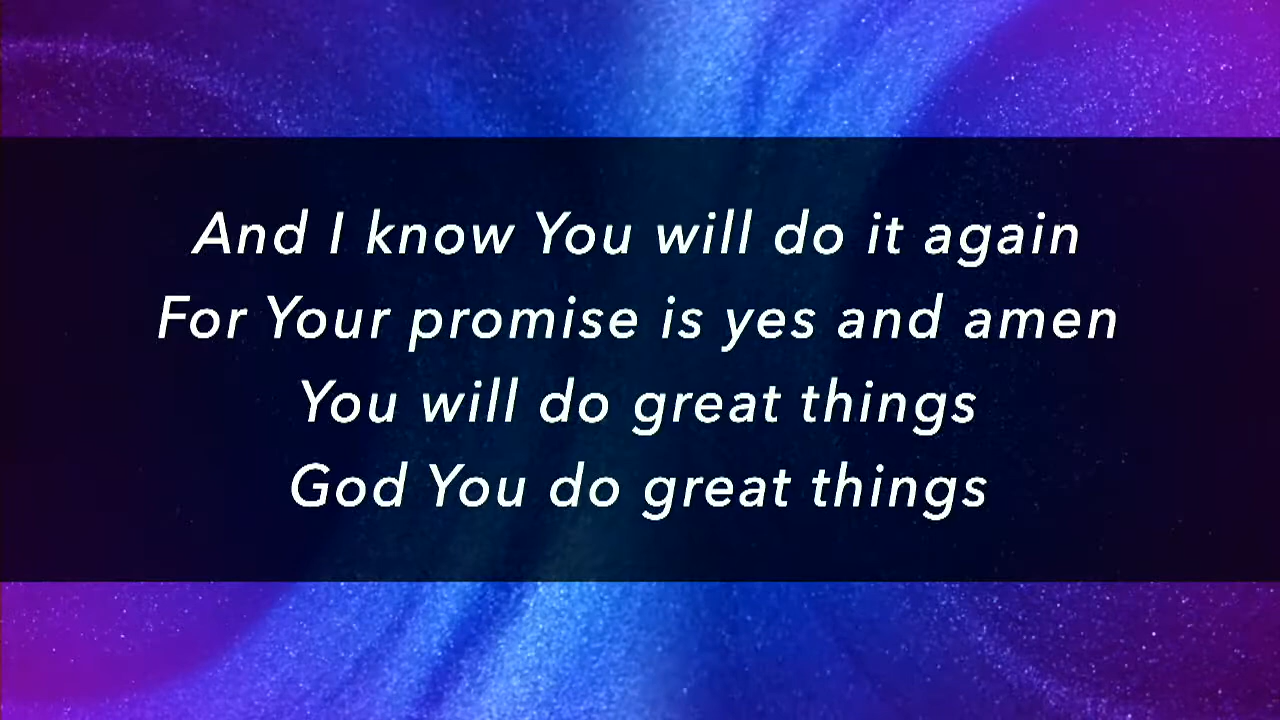 And I know You will do it again
For Your promise is yes and amen
You will do great things
God You do great things